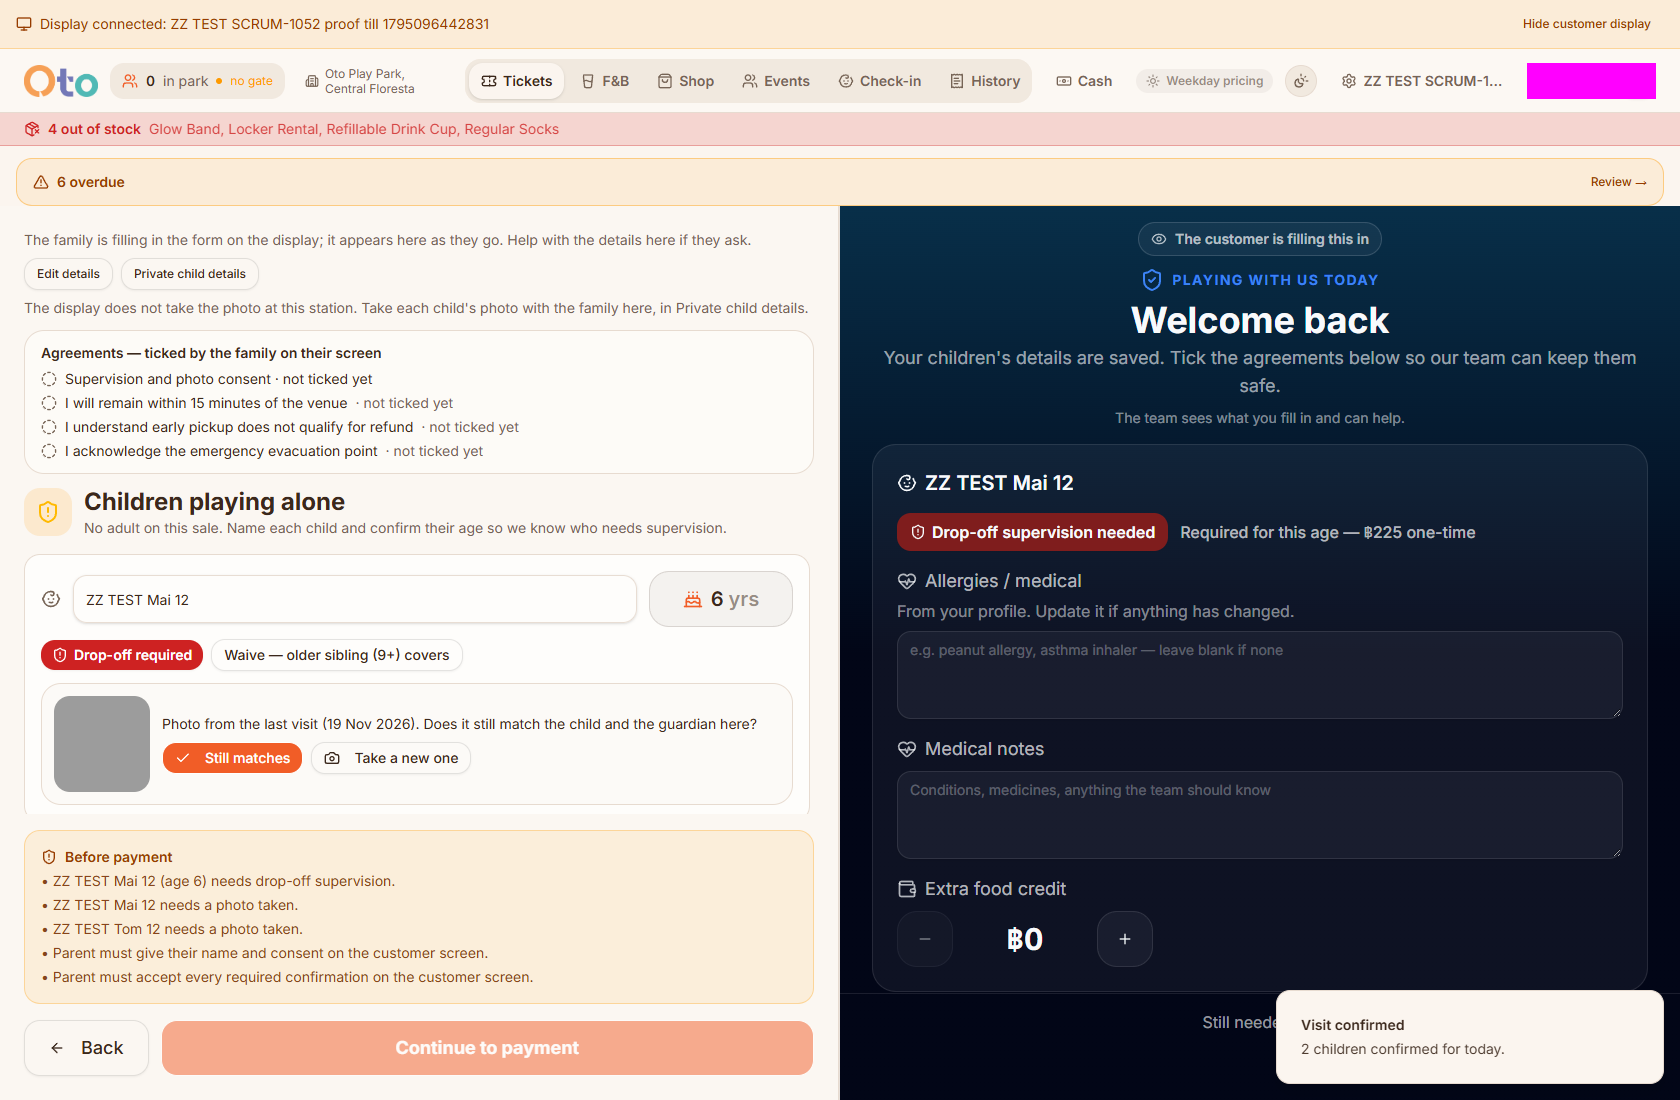 Display connected: ZZ TEST SCRUM-1052 proof till 1795096442831
Hide customer display
Oto
0 in park • no gate
Oto Play Park,
Central Floresta
Tickets
F&B
Shop
Events
Check-in
History
Cash
Weekday pricing
ZZ TEST SCRUM-1...
4 out of stock Glow Band, Locker Rental, Refillable Drink Cup, Regular Socks
6 overdue
Review →
The family is filling in the form on the display; it appears here as they go. Help with the details here if they ask.
Edit details
Private child details
The display does not take the photo at this station. Take each child's photo with the family here, in Private child details.
Agreements — ticked by the family on their screen
Supervision and photo consent · not ticked yet
I will remain within 15 minutes of the venue · not ticked yet
I understand early pickup does not qualify for refund · not ticked yet
I acknowledge the emergency evacuation point · not ticked yet
Children playing alone
No adult on this sale. Name each child and confirm their age so we know who needs supervision.
ZZ TEST Mai 12
6 yrs
Drop-off required
Waive — older sibling (9+) covers
Photo from the last visit (19 Nov 2026). Does it still match the child and the guardian here?
Still matches
Take a new one
Before payment
• ZZ TEST Mai 12 (age 6) needs drop-off supervision.
• ZZ TEST Mai 12 needs a photo taken.
• ZZ TEST Tom 12 needs a photo taken.
• Parent must give their name and consent on the customer screen.
• Parent must accept every required confirmation on the customer screen.
Back
Continue to payment
The customer is filling this in
PLAYING WITH US TODAY
Welcome back
Your children's details are saved. Tick the agreements below so our team can keep them
safe.
The team sees what you fill in and can help.
ZZ TEST Mai 12
Drop-off supervision needed
Required for this age — ฿225 one-time
Allergies / medical
From your profile. Update it if anything has changed.
e.g. peanut allergy, asthma inhaler — leave blank if none
Medical notes
Conditions, medicines, anything the team should know
Extra food credit
− ฿0 +
Still
Visit confirmed
2 children confirmed for today.